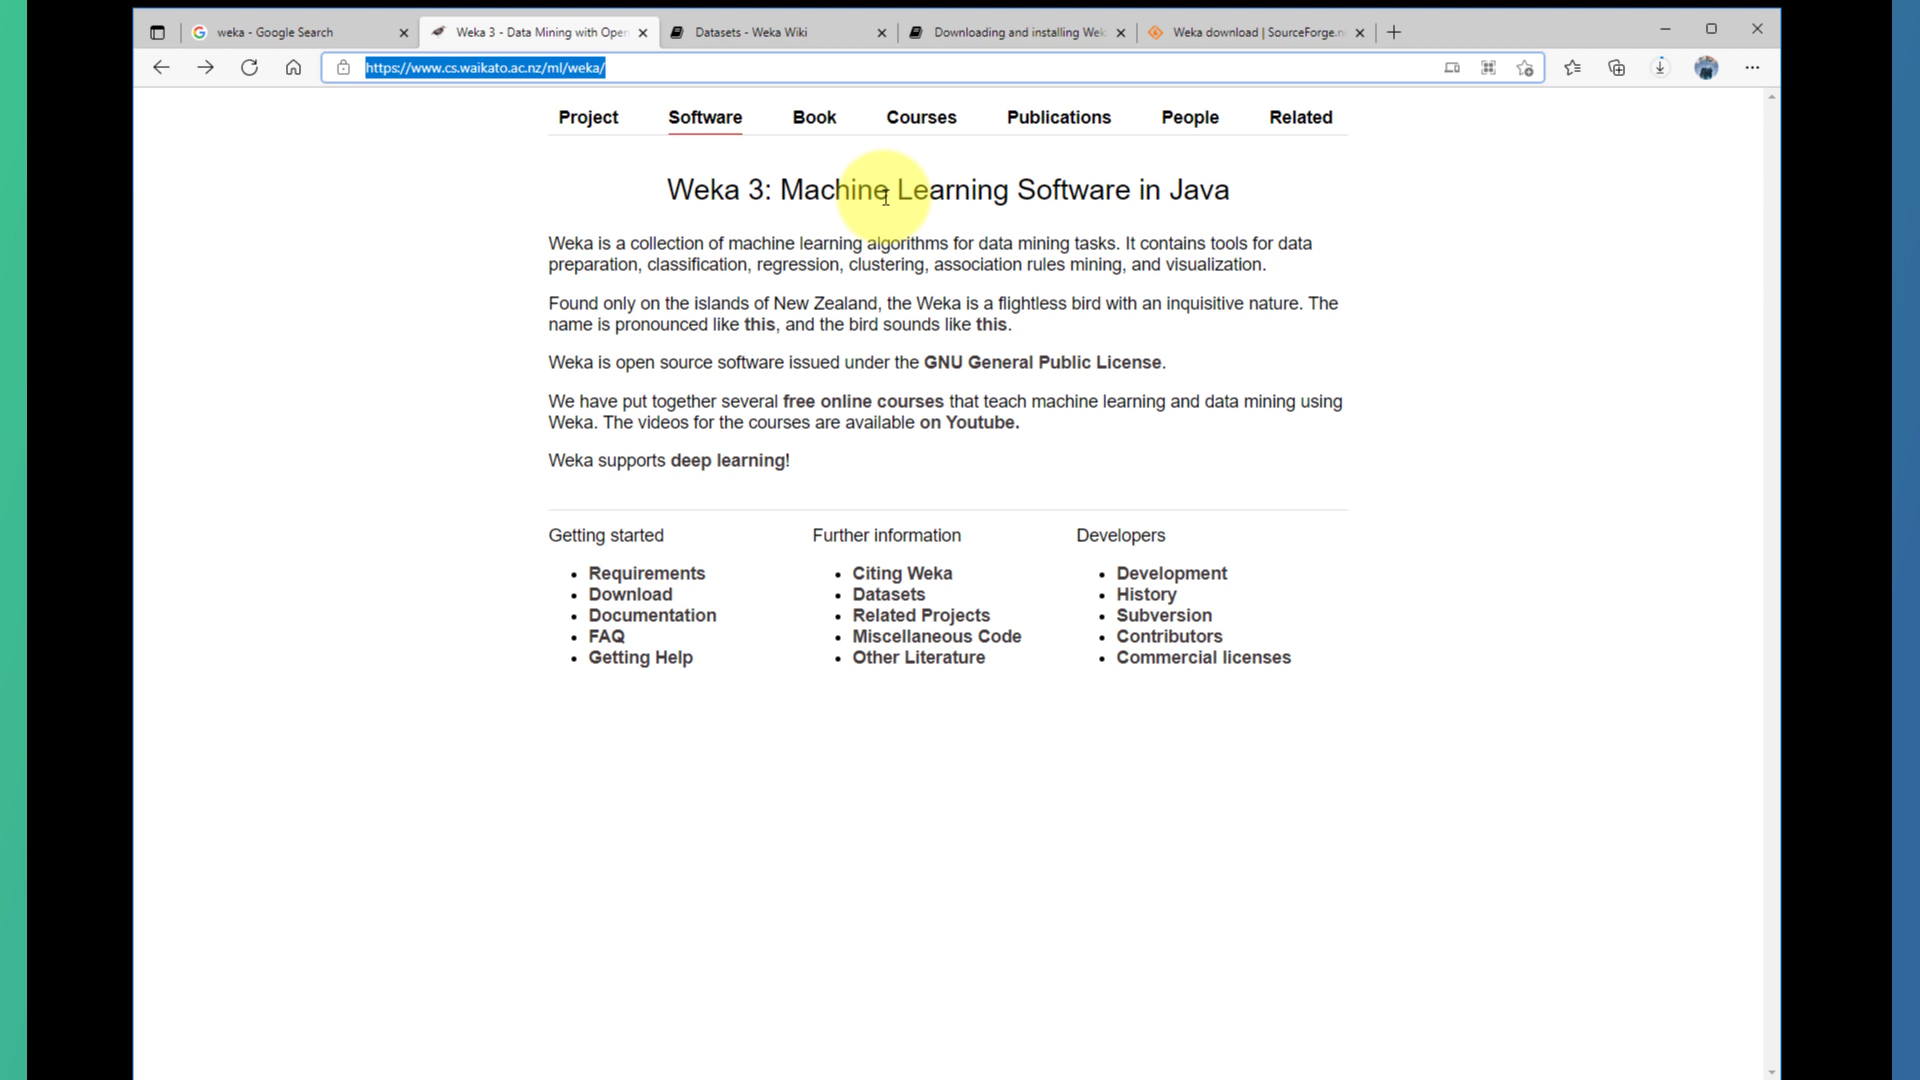 weka - Google Search
Weka 3 - Data Mining with Open
Datasets - Weka Wiki
Downloading and installing Wek
Weka download | SourceForge.n
https://www.cs.waikato.ac.nz/ml/weka/
Project Software Book Courses Publications People Related
Weka 3: Machine Learning Software in Java
Weka is a collection of machine learning algorithms for data mining tasks. It contains tools for data
preparation, classification, regression, clustering, association rules mining, and visualization.
Found only on the islands of New Zealand, the Weka is a flightless bird with an inquisitive nature. The
name is pronounced like this, and the bird sounds like this.
Weka is open source software issued under the GNU General Public License.
We have put together several free online courses that teach machine learning and data mining using
Weka. The videos for the courses are available on Youtube.
Weka supports deep learning!
Getting started
Requirements
Download
Documentation
FAQ
Getting Help
Further information
Citing Weka
Datasets
Related Projects
Miscellaneous Code
Other Literature
Developers
Development
History
Subversion
Contributors
Commercial licenses